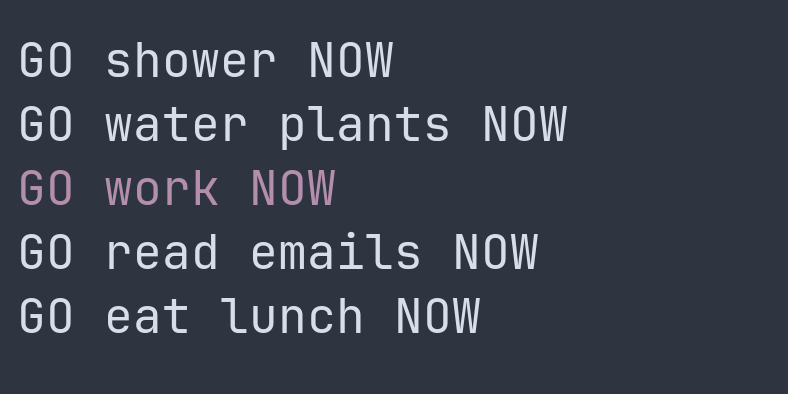 GO shower NOW
GO water plants NOW
GO work NOW
GO read emails NOW
GO eat lunch NOW